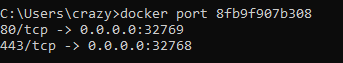 C:\Users\crazy>docker port 8fb9f907b308
80/tcp -> 0.0.0.0:32769
443/tcp -> 0.0.0.0:32768